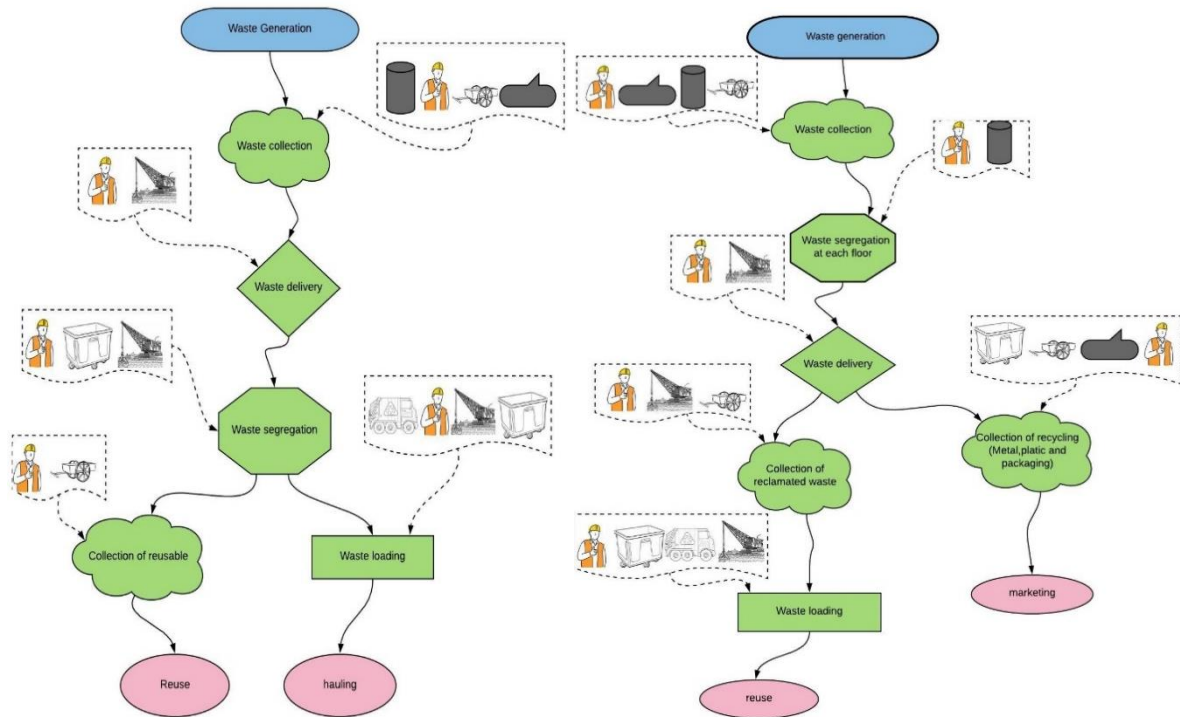 Waste Generation
Waste collection
Waste delivery
Waste segregation
Collection of reusable
Waste loading
Reuse
hauling
Waste generation
Waste collection
Waste segregation
at each floor
Waste delivery
Collection of
reclamated waste
Collection of recycling
(Metal,platic and
packaging)
Waste loading
marketing
reuse